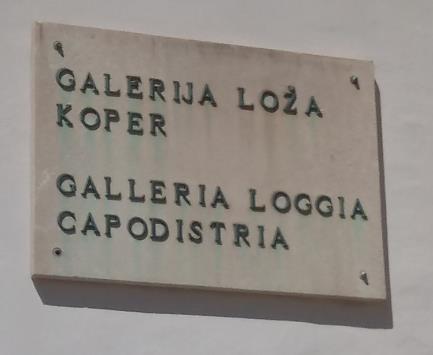 GALERIJA LOŽA
KOPER
GALLERIA LOGGIA
CAPODISTRIA